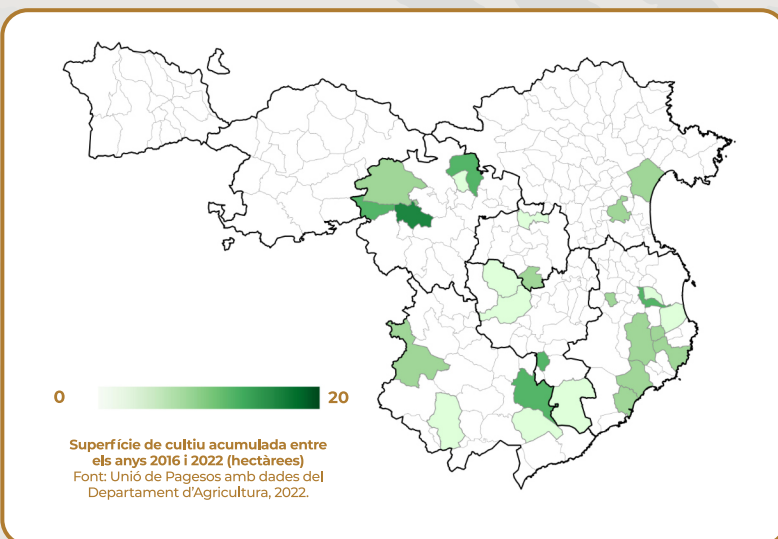 0
20
Superfície de cultiu acumulada entre
els anys 2016 i 2022 (hectàrees)
Font: Unió de Pagesos amb dades del
Departament d'Agricultura, 2022.